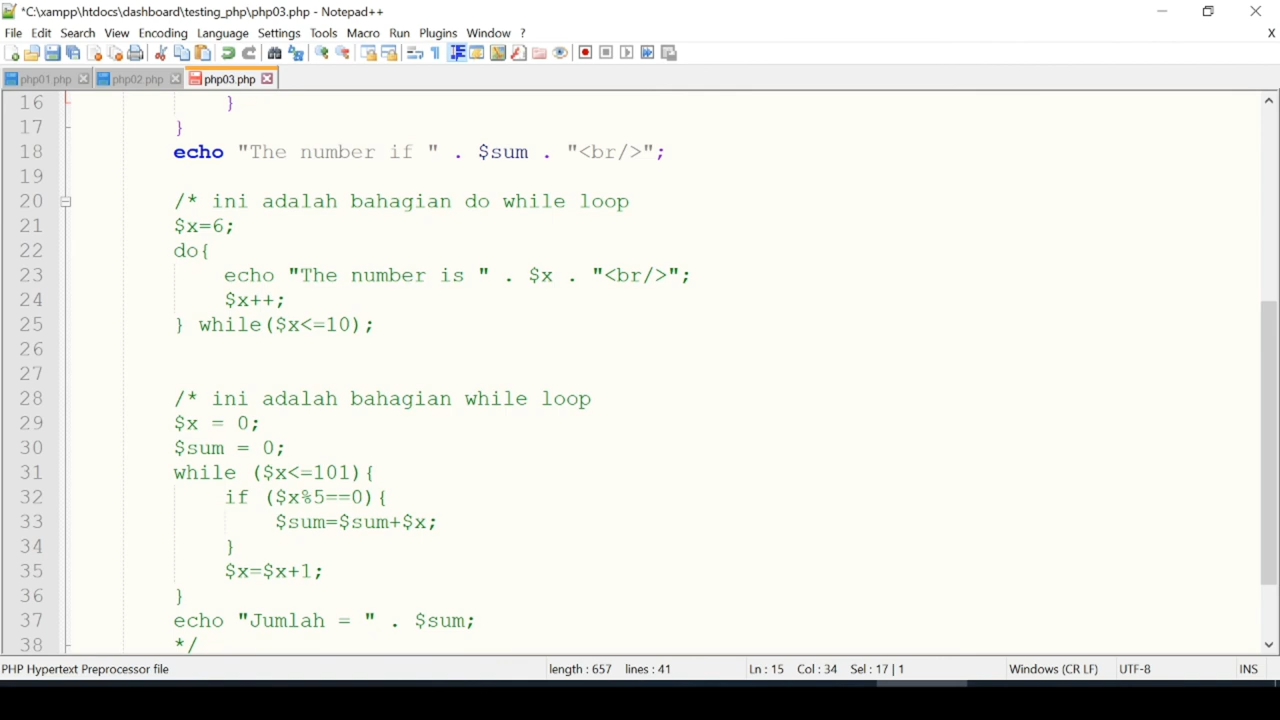 *C:\xampp\htdocs\dashboard\testing_php\php03.php - Notepad++
File Edit Search View Encoding Language Settings Tools Macro Run Plugins Window ? X
php01.php php02.php php03.php
16 }
17 }
18 echo "The number if " . $sum . "<br/>";
19
20 /* ini adalah bahagian do while loop
21 $x=6;
22 do{
23 echo "The number is " . $x . "<br/>";
24 $x++;
25 } while($x<=10);
26
27
28 /* ini adalah bahagian while loop
29 $x = 0;
30 $sum = 0;
31 while ($x<=101){
32 if ($x%5==0){
33 $sum=$sum+$x;
34 }
35 $x=$x+1;
36 }
37 echo "Jumlah = " . $sum;
38 */
PHP Hypertext Preprocessor file length : 657 lines : 41 Ln : 15 Col : 34 Sel : 17 | 1 Windows (CR LF) UTF-8 INS